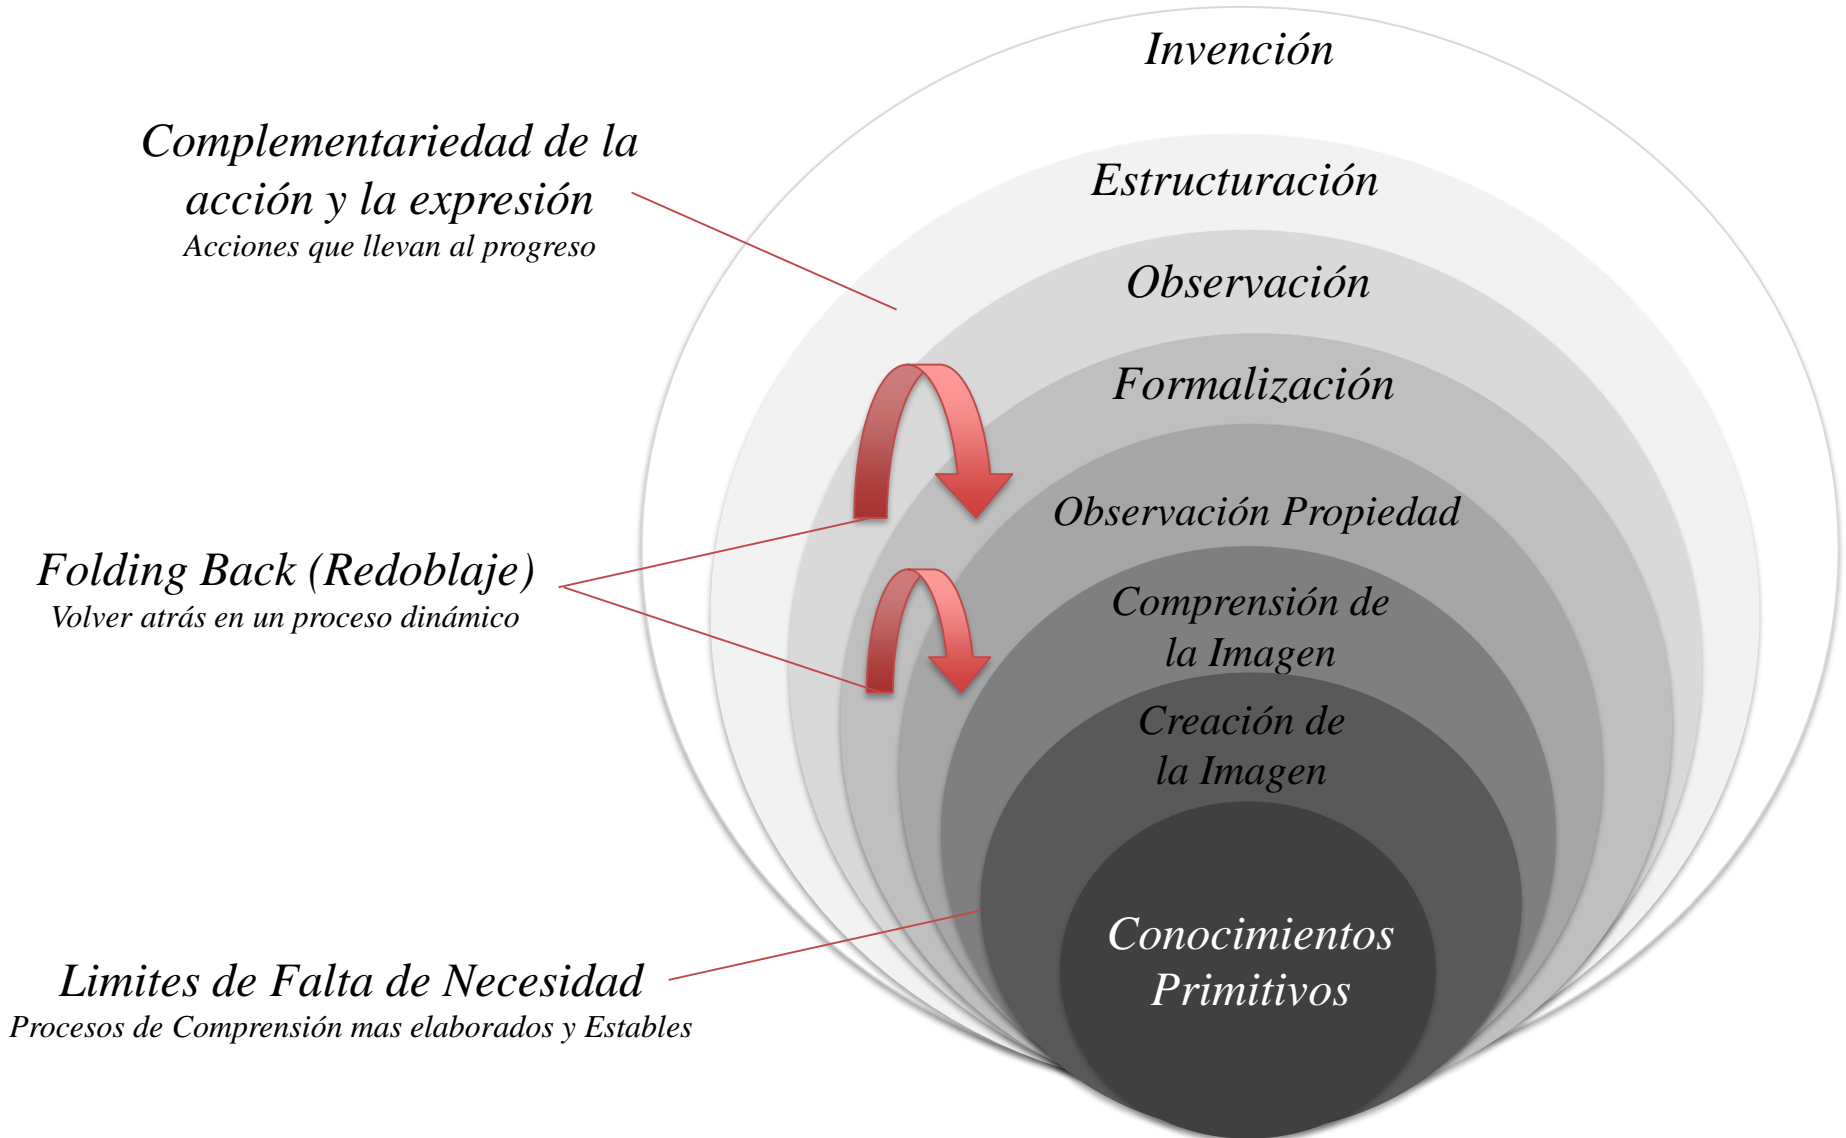 Invención
Complementariedad de la
acción y la expresión
Acciones que llevan al progreso
Estructuración
Observación
Formalización
Observación Propiedad
Folding Back (Redoblaje)
Volver atrás en un proceso dinámico
Comprensión de
la Imagen
Creación de
la Imagen
Conocimientos
Primitivos
Limites de Falta de Necesidad
Procesos de Comprensión mas elaborados y Estables